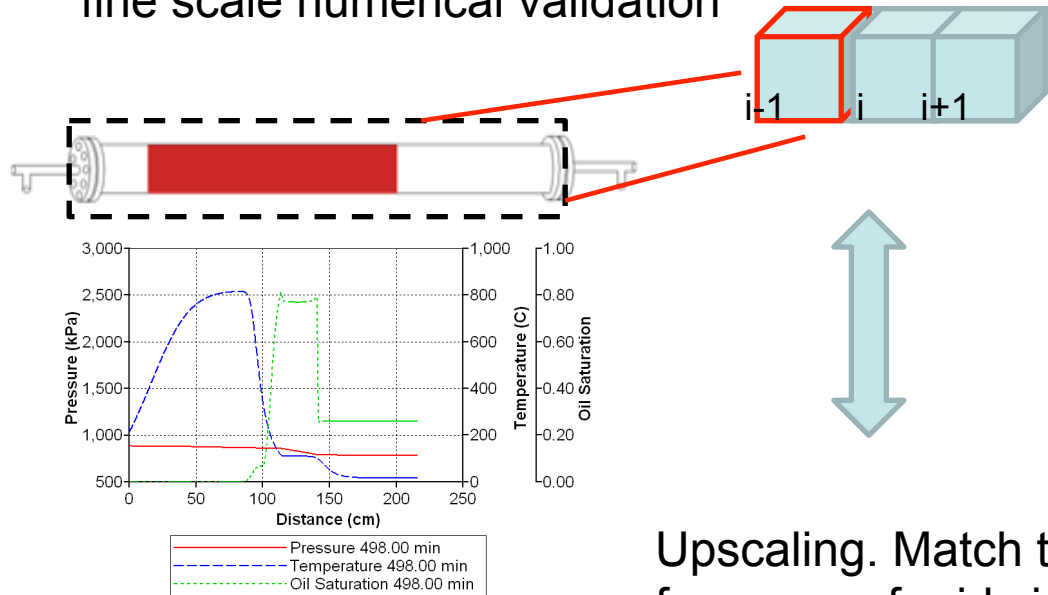 fine scale numerical validation
i-1 i i+1
3,000
2,500
2,000
1,500
1,000
500
Pressure (kPa)
1,000
800
600
400
200
0
Temperature (C)
1.00
0.80
0.60
0.40
0.20
0.00
Oil Saturation
0 50 100 150 200 250
Distance (cm)
Pressure 498.00 min
Temperature 498.00 min
Oil Saturation 498.00 min
Upscaling. Match t